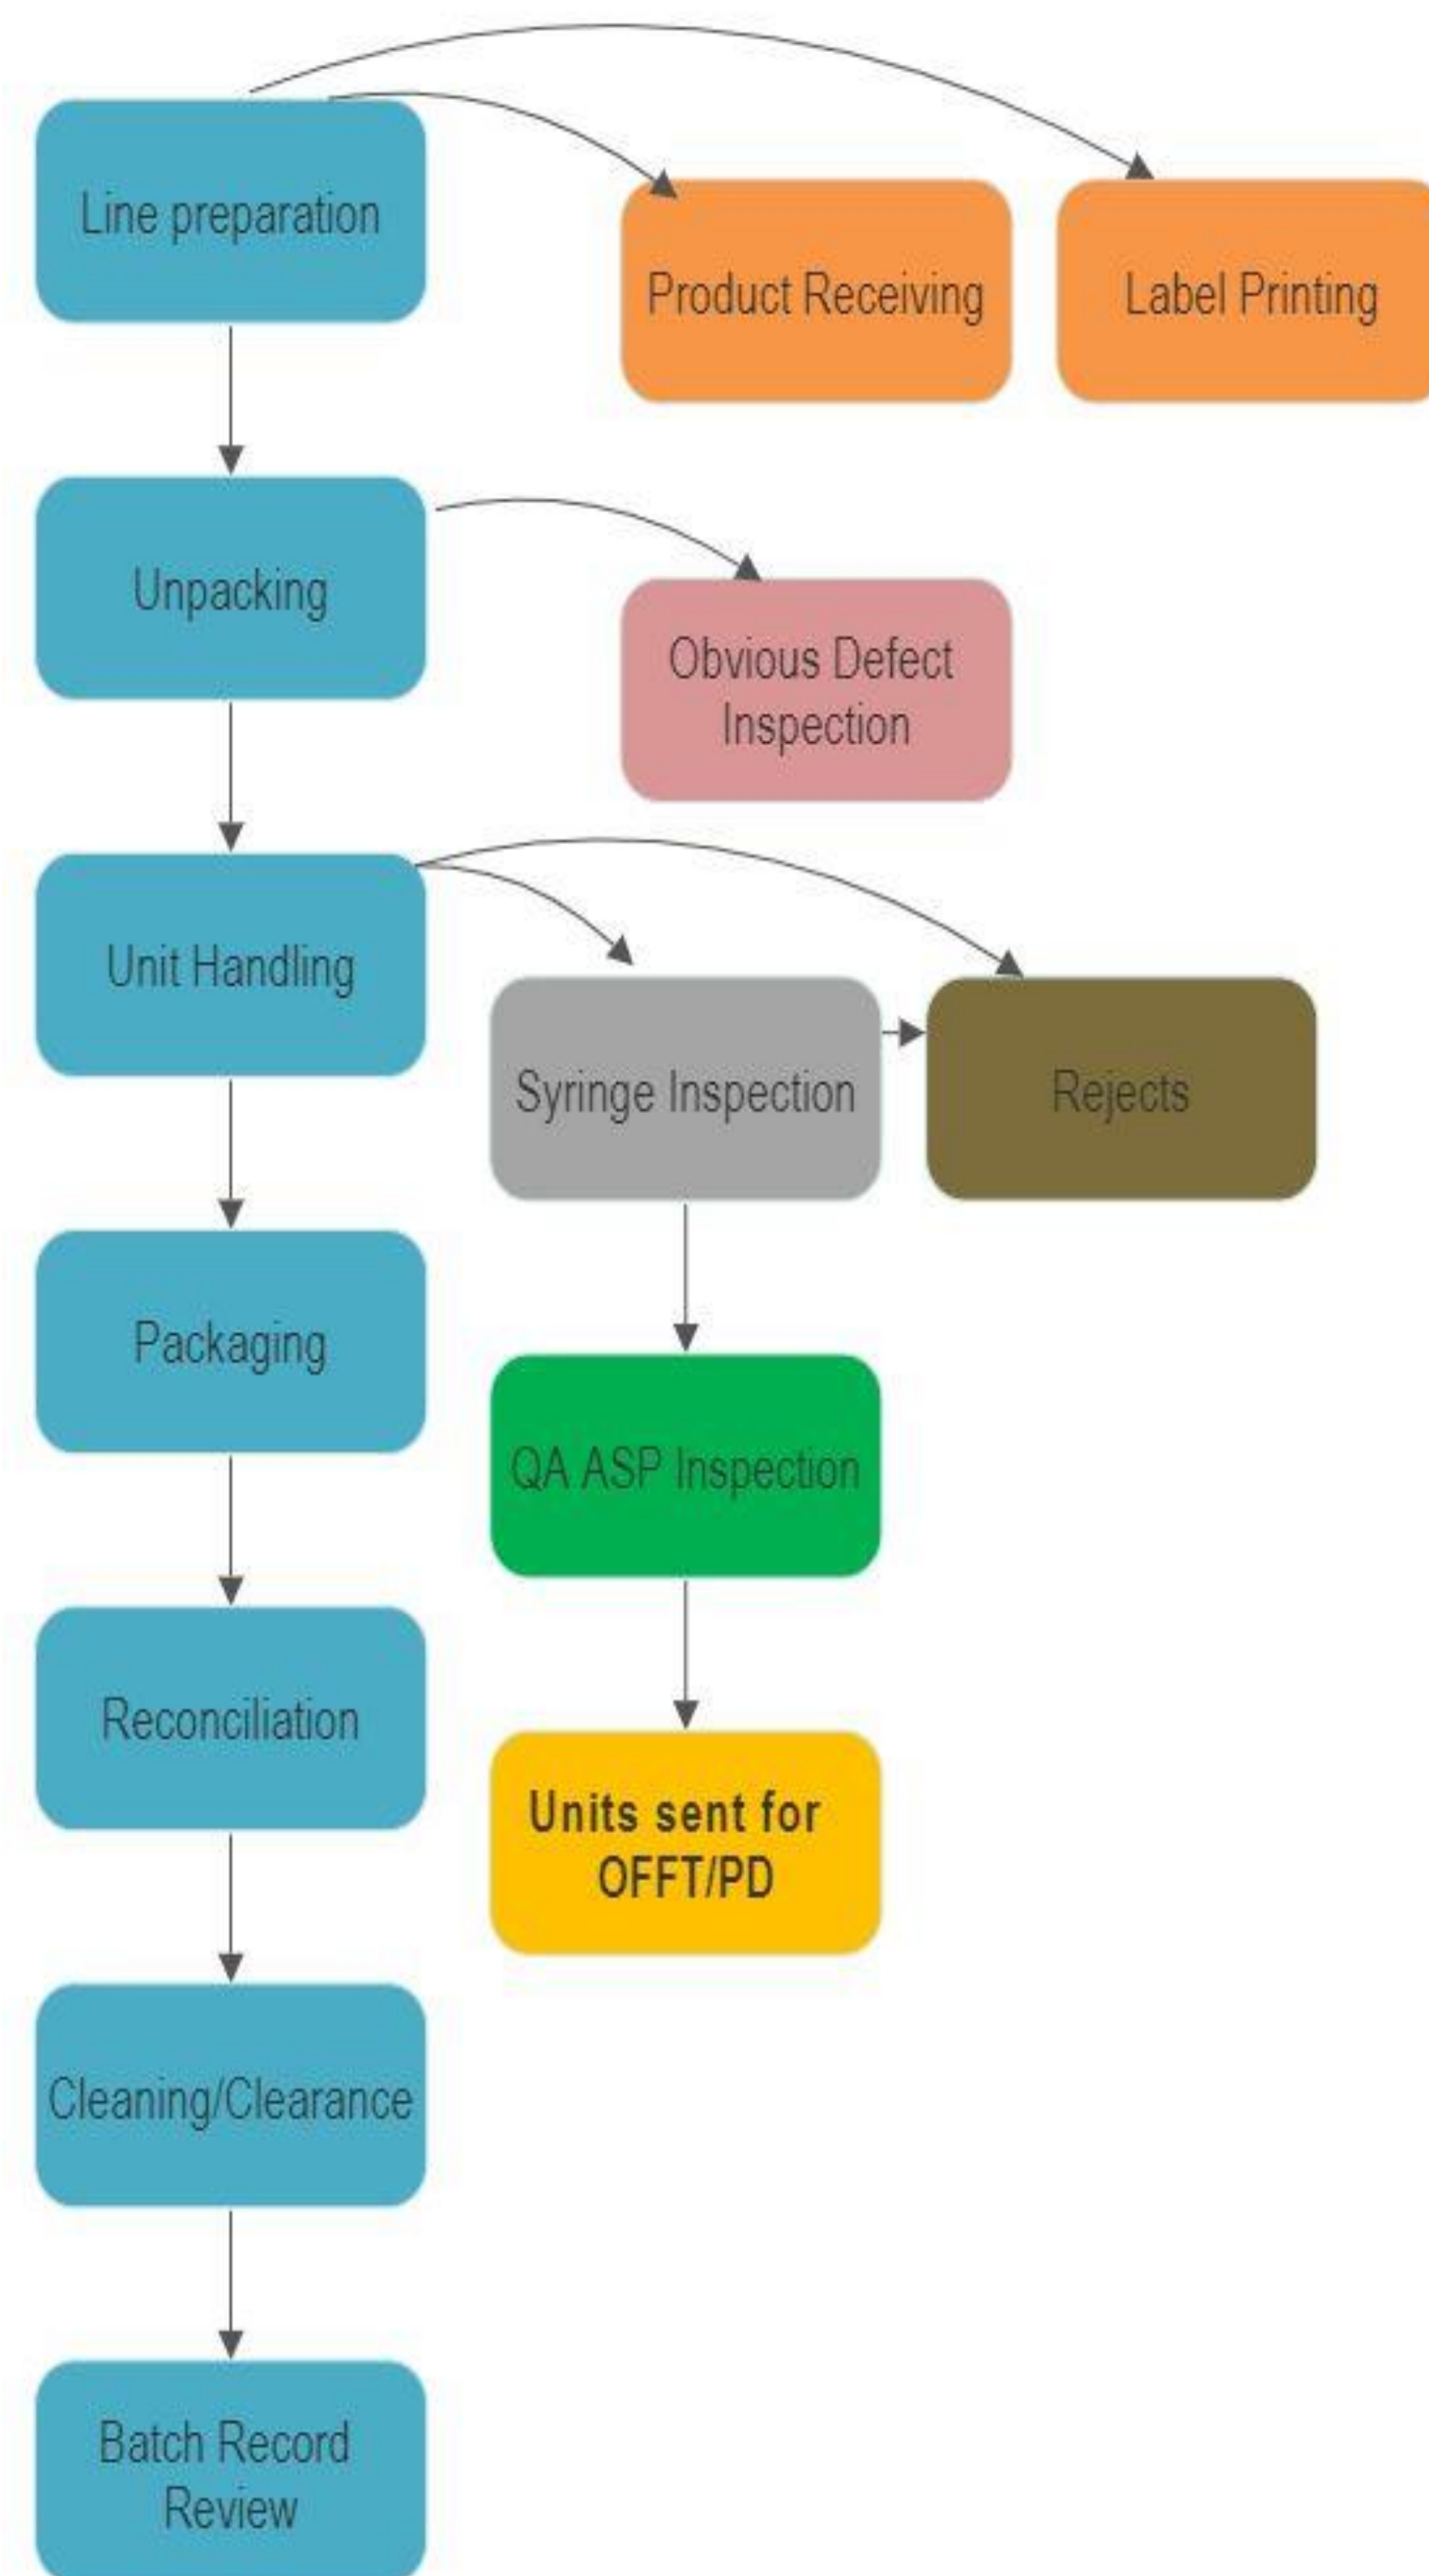 Line preparation
Product Receiving
Label Printing
Unpacking
Obvious Defect
Inspection
Unit Handling
Syringe Inspection
Rejects
Packaging
QA ASP Inspection
Reconciliation
Units sent for
OFFT/PD
Cleaning/Clearance
Batch Record
Review